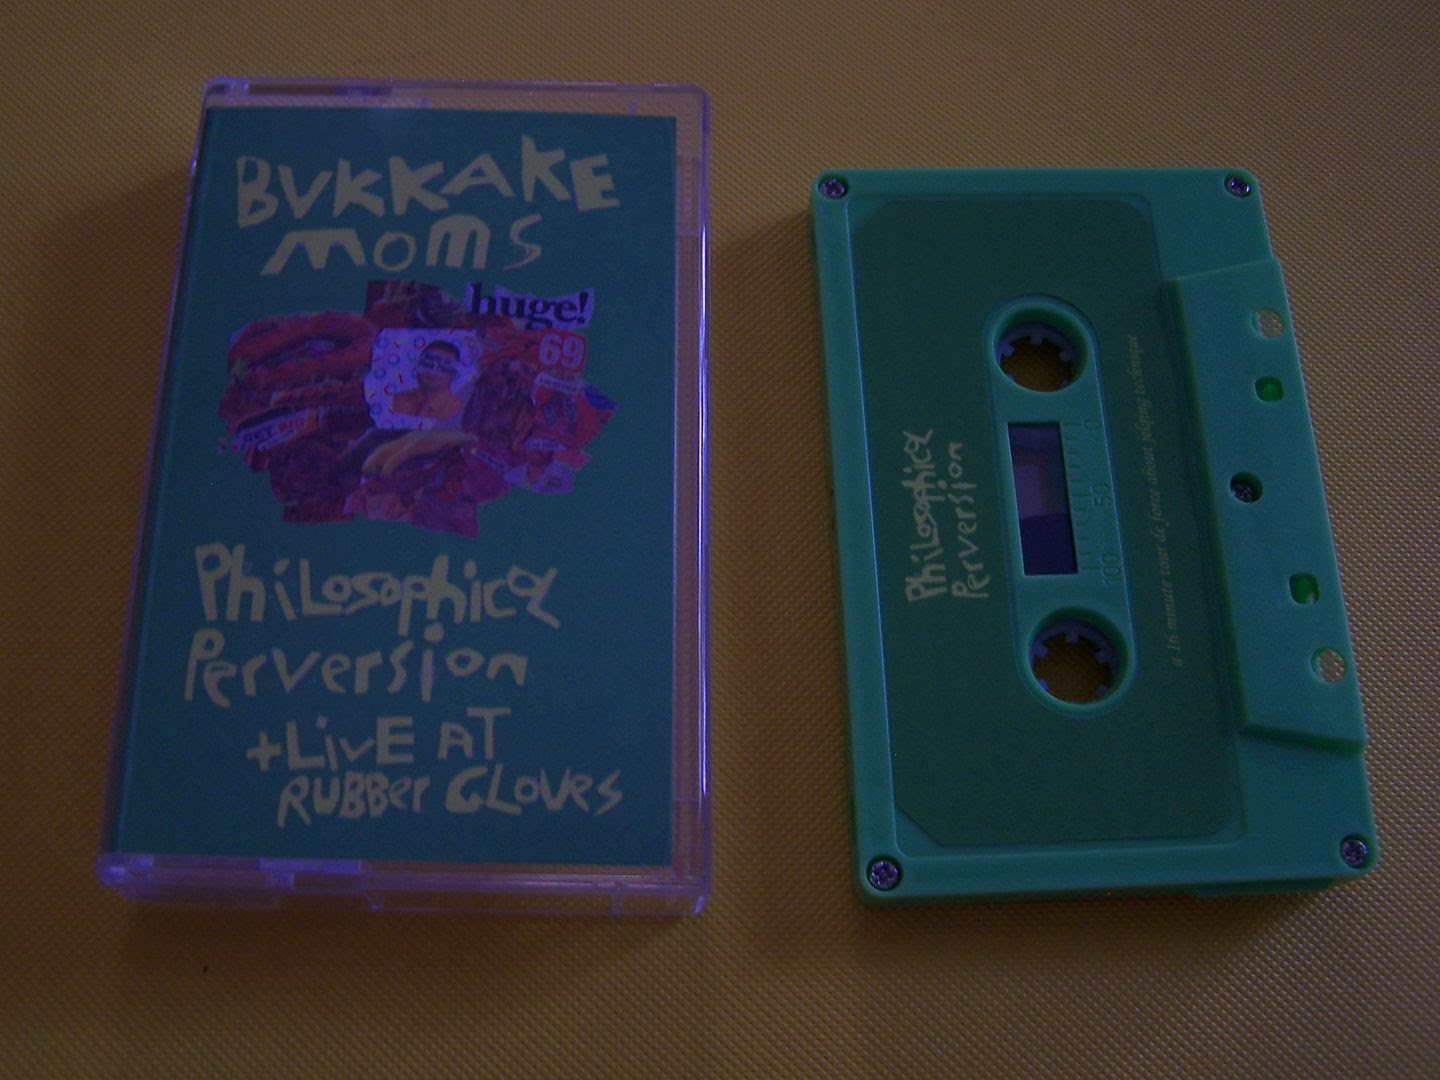 BUKKAKE
MOMS
huge!
69
PHiLosophical
Perversion
+LivE AT
RUBBer GLoves
PHiLosophical
Perversion
0
50
100
a 16 minute tour de force about jelqing technique